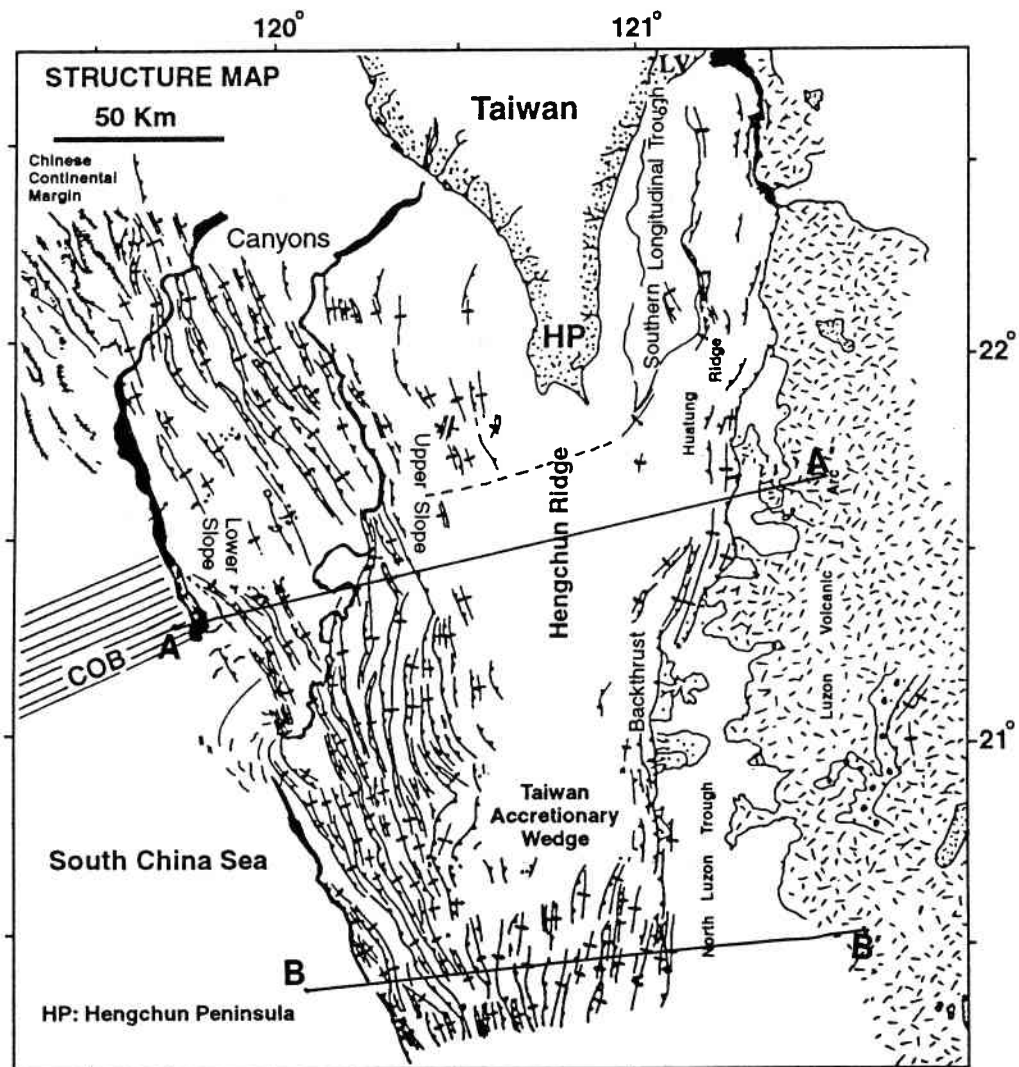 120°
121°
STRUCTURE MAP
50 Km
Chinese
Continental
Margin
Taiwan
LV
Canyons
Southern Longitudinal Trough
HP
22°
Ridge
Huatung
Upper Slope
Lower
Slope
Hengchun Ridge
A
Arc
Volcanic
Luzon
A
COB
Backthrust
21°
Taiwan
Accretionary
Wedge
North Luzon Trough
South China Sea
B
B
HP: Hengchun Peninsula